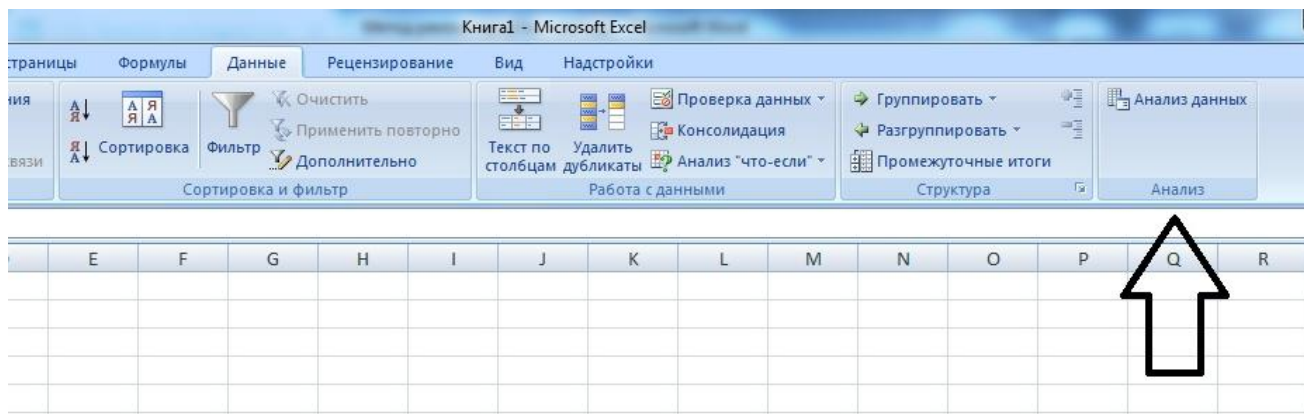 Книга1 - Microsoft Excel
страницы Формулы Данные Рецензирование Вид Надстройки
Сортировка
Фильтр
Очистить
Применить повторно
Дополнительно
Сортировка и фильтр
Текст по столбцам
Удалить дубликаты
Проверка данных
Консолидация
Анализ "что-если"
Работа с данными
Группировать
Разгруппировать
Промежуточные итоги
Структура
Анализ данных
Анализ
E F G H I J K L M N O P Q R